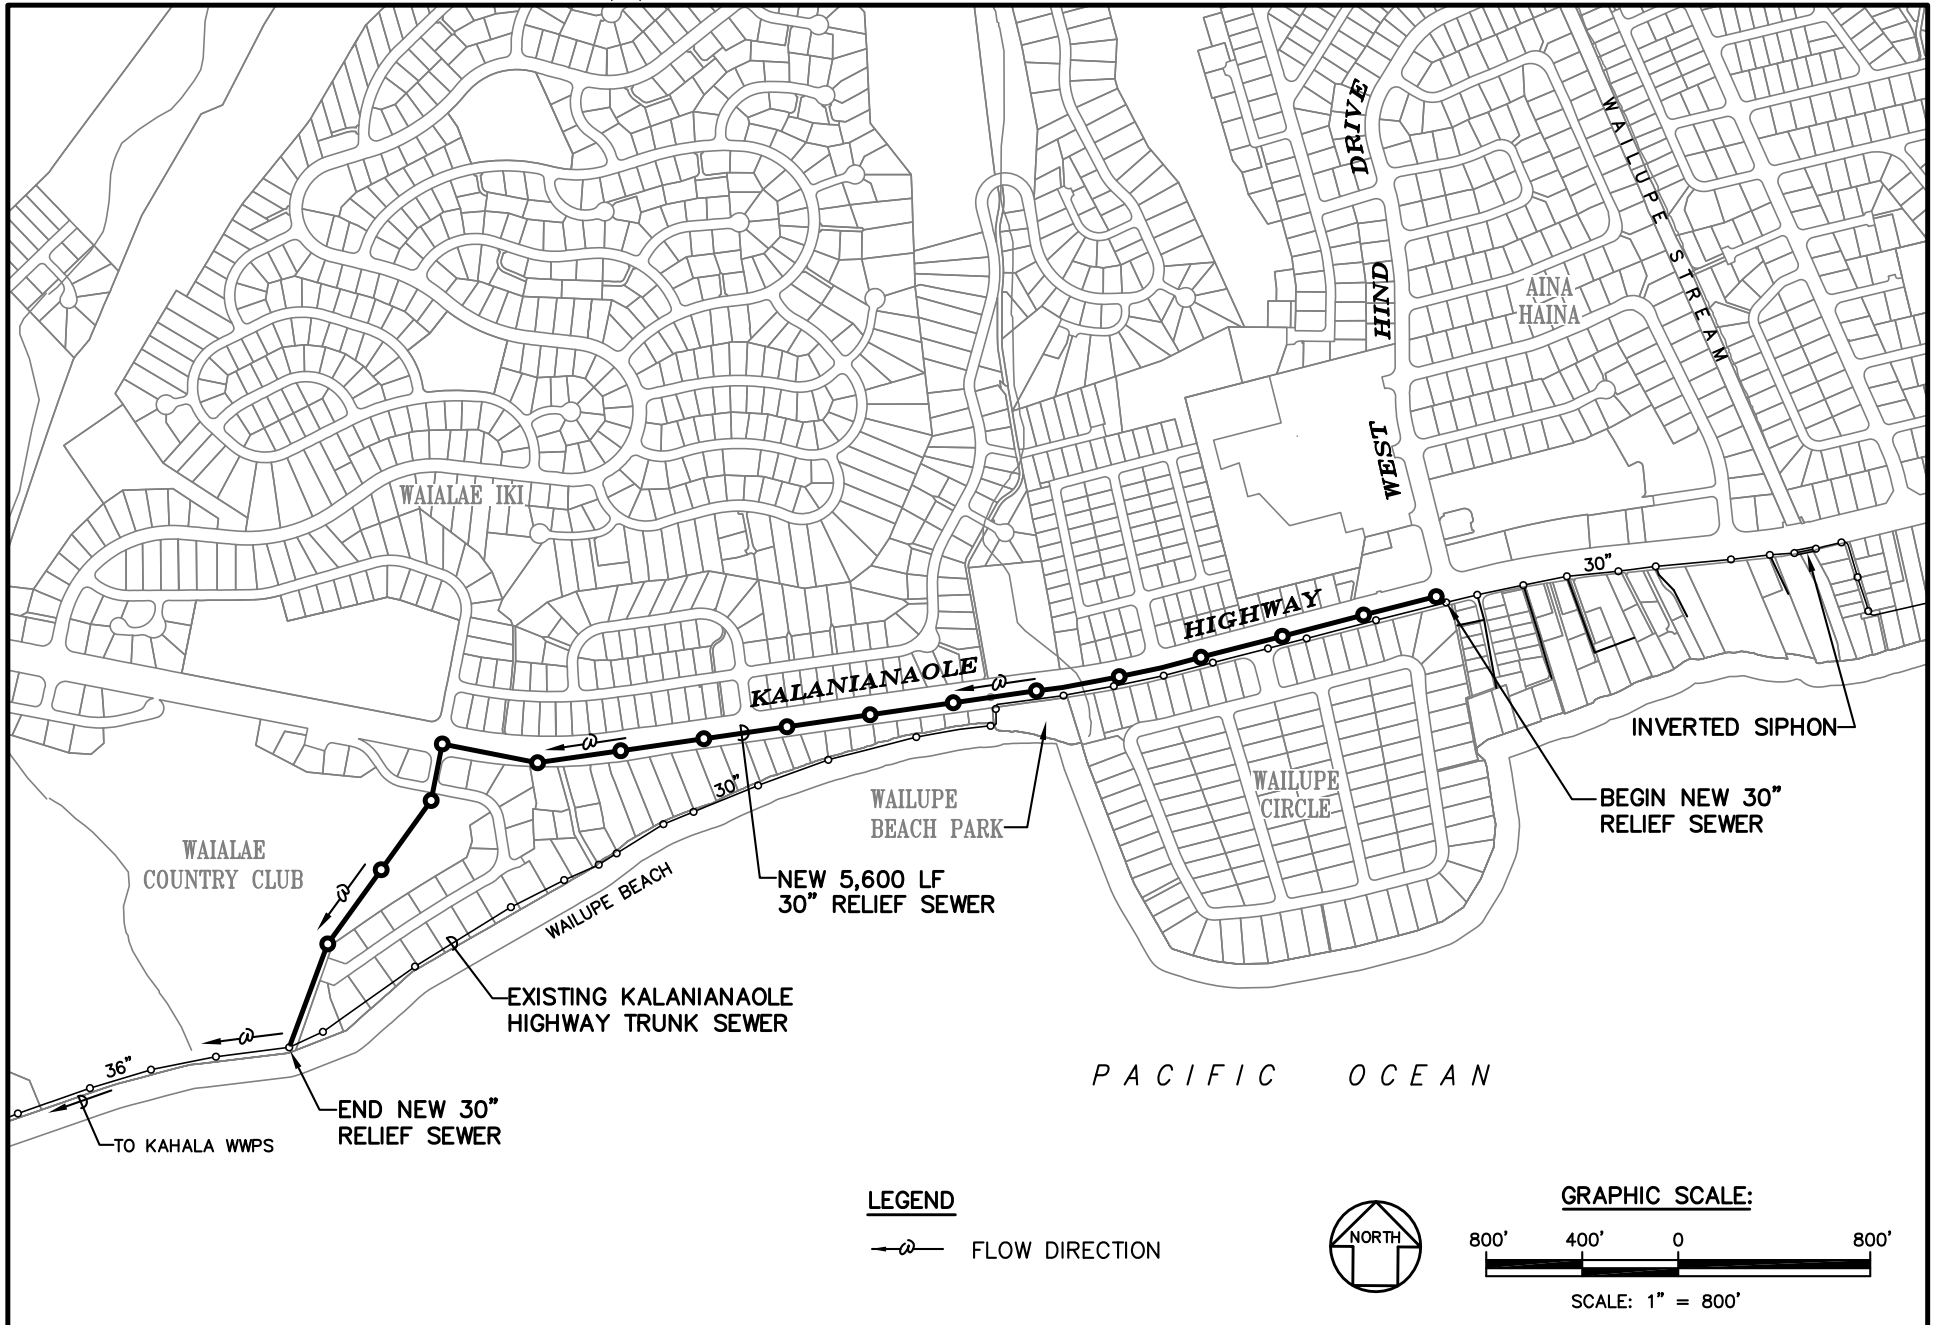 DRIVE
HIND
WEST
WAILUPE STREAM
AINA
HAINA
WAIALAE IKI
30"
HIGHWAY
KALANIANAOLE
INVERTED SIPHON
BEGIN NEW 30"
RELIEF SEWER
WAILUPE
CIRCLE
WAILUPE
BEACH PARK
30"
NEW 5,600 LF
30" RELIEF SEWER
WAILUPE BEACH
WAIALAE
COUNTRY CLUB
EXISTING KALANIANAOLE
HIGHWAY TRUNK SEWER
36"
END NEW 30"
RELIEF SEWER
TO KAHALA WWPS
PACIFIC OCEAN
LEGEND
FLOW DIRECTION
NORTH
GRAPHIC SCALE:
800' 400' 0 800'
SCALE: 1" = 800'